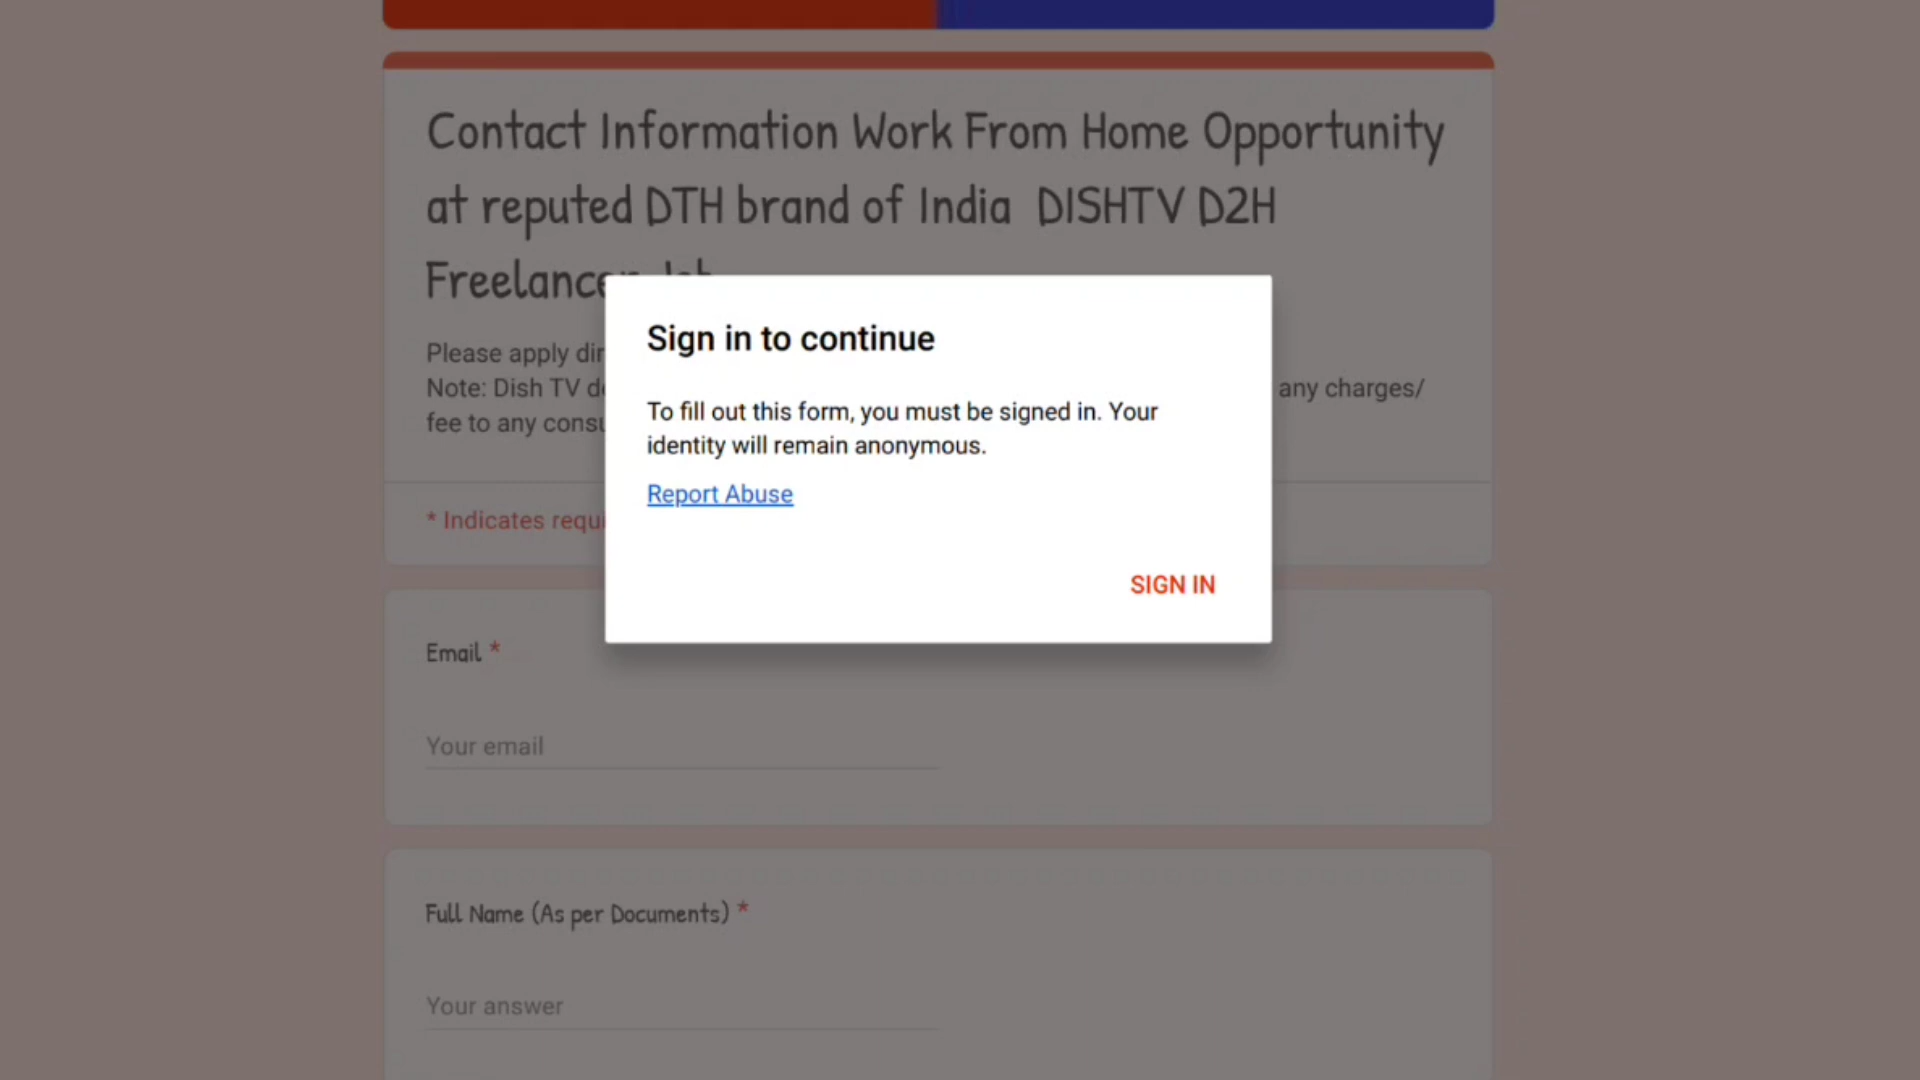 Contact Information Work From Home Opportunity
at reputed DTH brand of India DISHTV D2H
Freelancer Job
Please apply
Note: Dish TV any charges/
fee to any
* Indicates
Sign in to continue
To fill out this form, you must be signed in. Your
identity will remain anonymous.
Report Abuse
SIGN IN
Email *
Your email
Full Name (As per Documents) *
Your answer